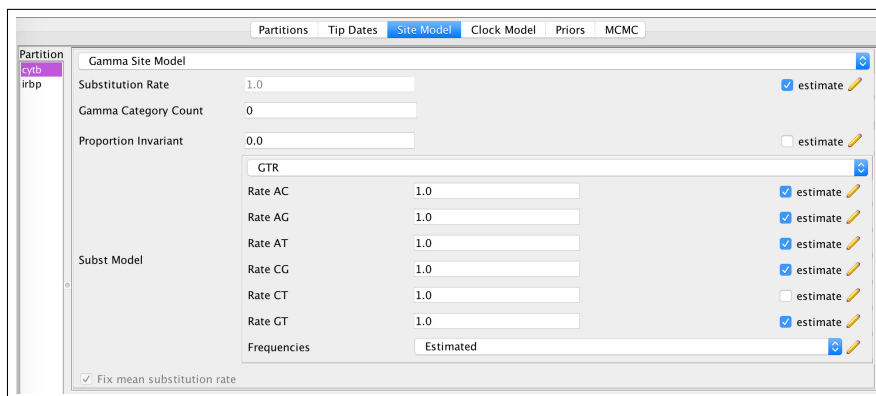 Partitions Tip Dates Site Model Clock Model Priors MCMC
Partition
cytb
irbp
Gamma Site Model
Substitution Rate 1.0 estimate
Gamma Category Count 0
Proportion Invariant 0.0 estimate
GTR
Rate AC 1.0 estimate
Rate AG 1.0 estimate
Rate AT 1.0 estimate
Subst Model
Rate CG 1.0 estimate
Rate CT 1.0 estimate
Rate GT 1.0 estimate
Frequencies Estimated
Fix mean substitution rate